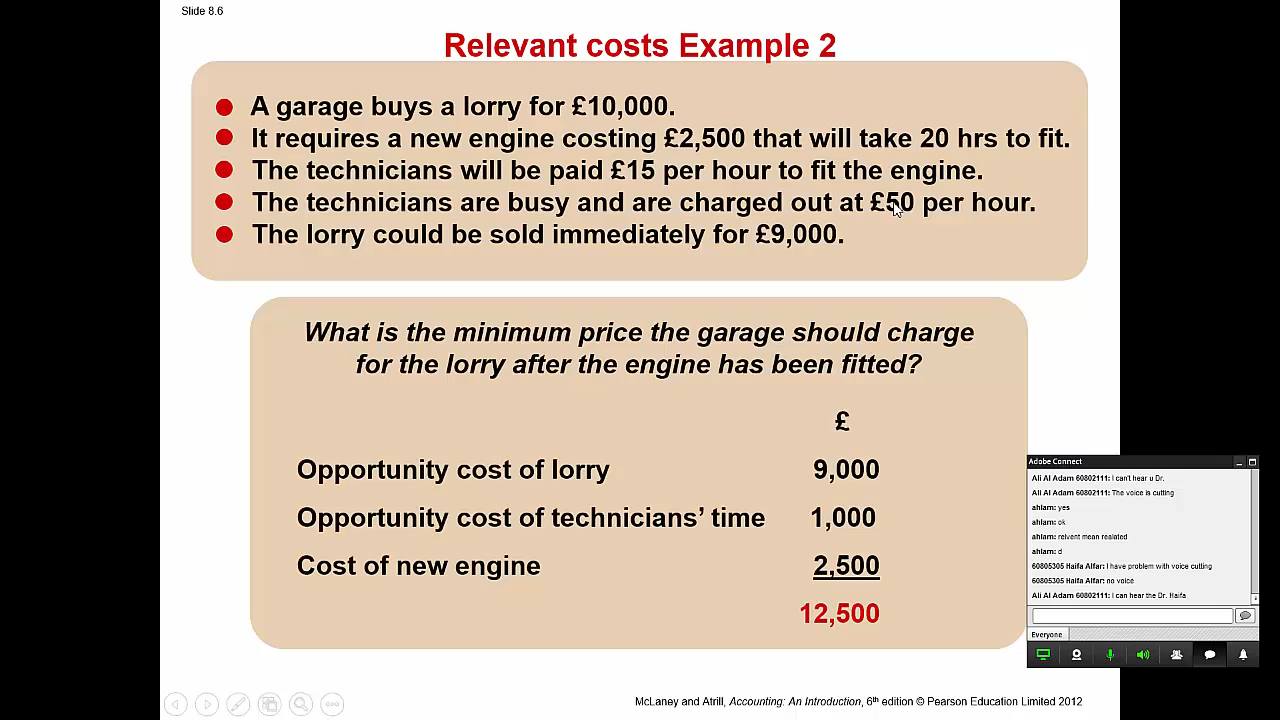 Slide 8.6
Relevant costs Example 2
A garage buys a lorry for £10,000.
It requires a new engine costing £2,500 that will take 20 hrs to fit.
The technicians will be paid £15 per hour to fit the engine.
The technicians are busy and are charged out at £50 per hour.
The lorry could be sold immediately for £9,000.
What is the minimum price the garage should charge
for the lorry after the engine has been fitted?
£
Opportunity cost of lorry 9,000
Opportunity cost of technicians’ time 1,000
Cost of new engine 2,500
12,500
Adobe Connect
Ali Al Adam 60802111: I can't hear u Dr.
Ali Al Adam 60802111: The voice is cutting
ahlam: yes
ahlam: ok
ahlam: relvent mean realated
ahlam: d
60805305 Haifa Alfar: I have problem with voice cutting
60805305 Haifa Alfar: no voice
Ali Al Adam 60802111: I can hear the Dr. Haifa
Everyone
McLaney and Atrill, Accounting: An Introduction, 6th edition © Pearson Education Limited 2012